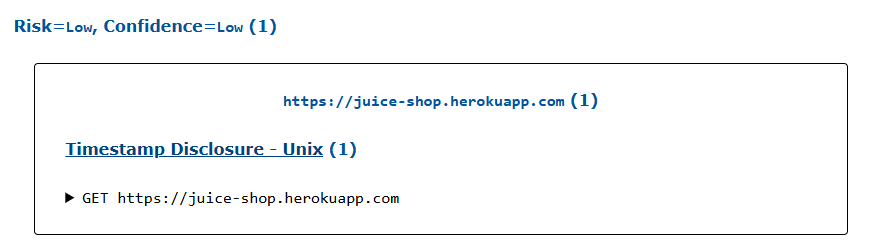 Risk=Low, Confidence=Low (1)
https://juice-shop.herokuapp.com (1)
Timestamp Disclosure - Unix (1)
▶ GET https://juice-shop.herokuapp.com